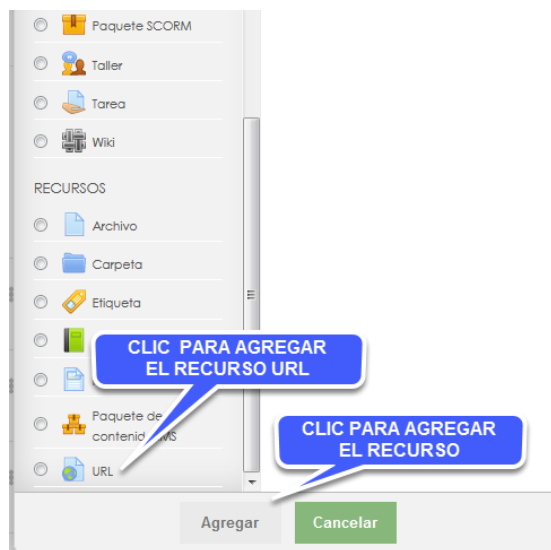 Paquete SCORM
Taller
Tarea
Wiki
RECURSOS
Archivo
Carpeta
Etiqueta
CLIC PARA AGREGAR
EL RECURSO URL
Paquete de
CLIC PARA AGREGAR
EL RECURSO
URL
Agregar
Cancelar